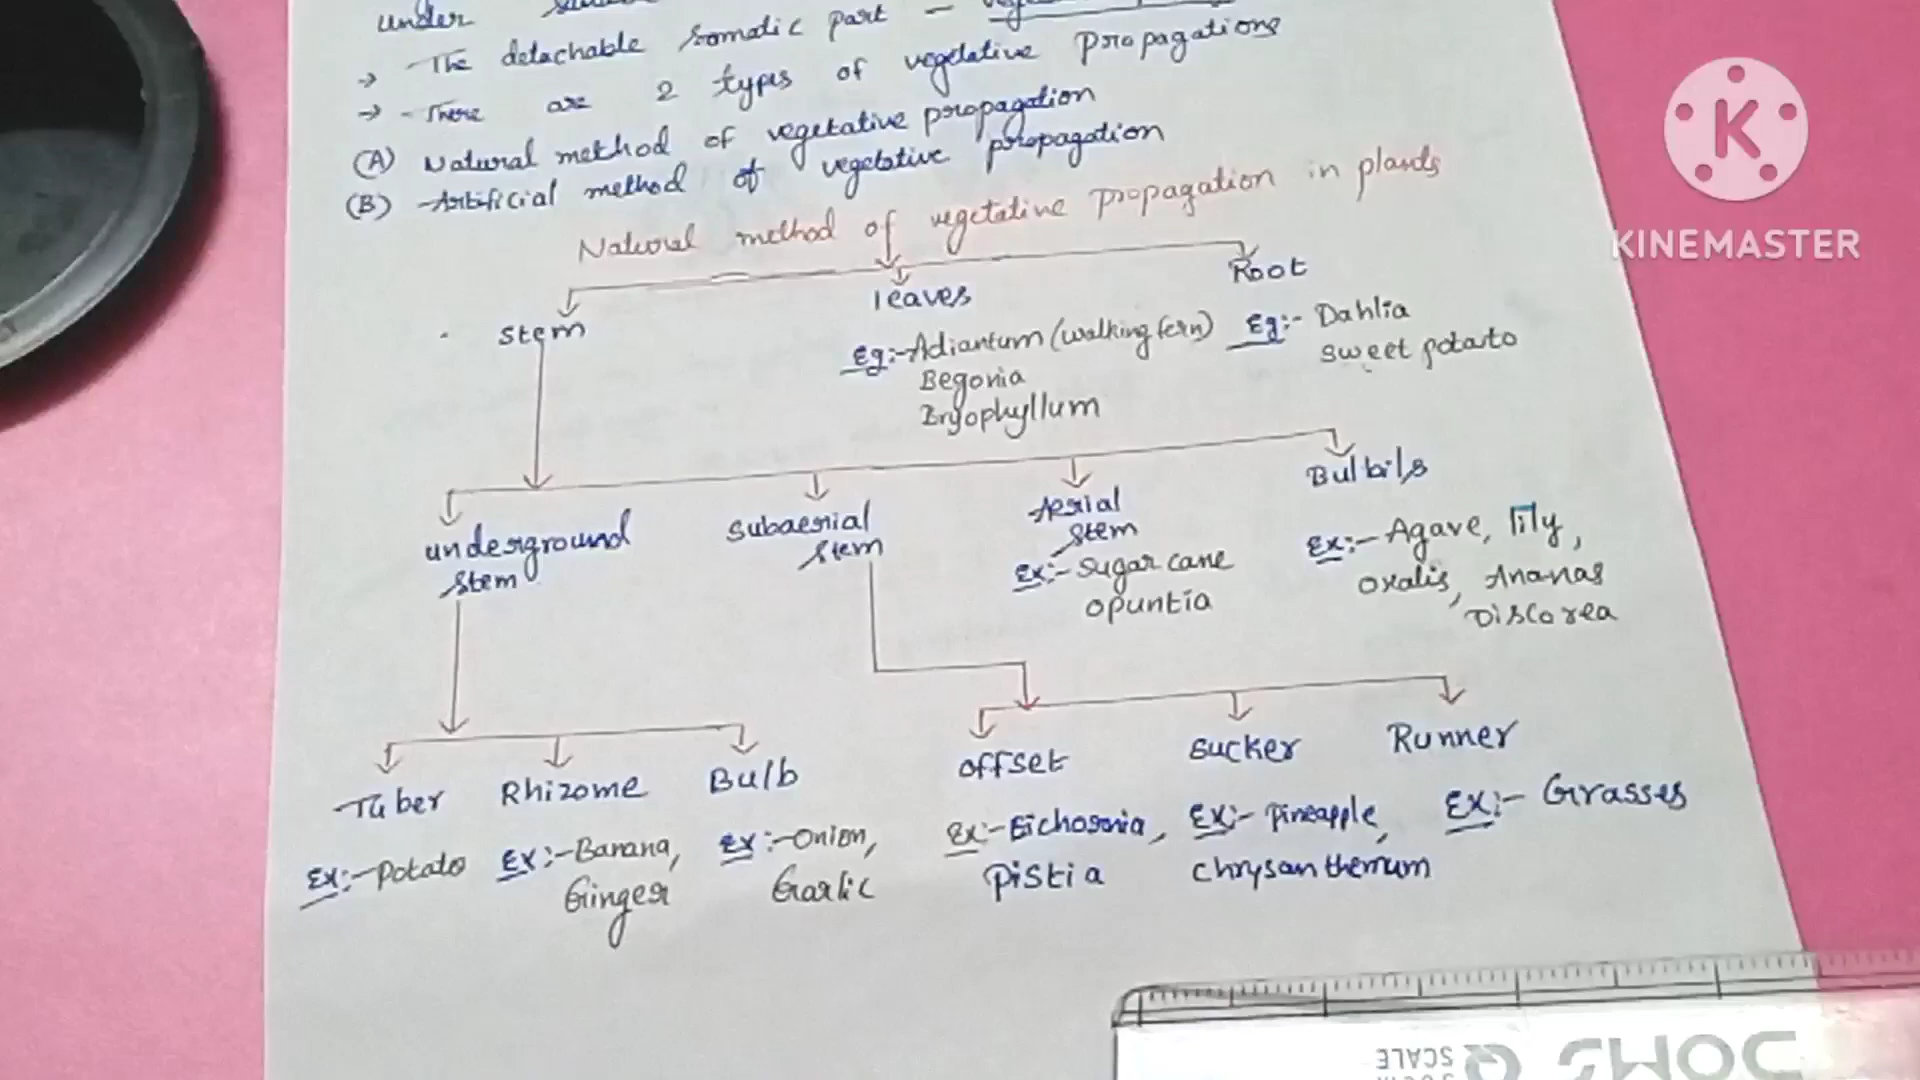 under
→ The detachable somatic part -
→ There are 2 types of vegetative propagations
(A) Natural method of vegetative propagation
(B) Artificial method of vegetative propagation
Natural method of vegetative propagation in plants
stem
leaves
Root
Eg:- Adiantum (walking fern)
Begonia
Bryophyllum
Eg:- Dahlia
sweet potato
underground
stem
subaerial
stem
Aerial
stem
Ex:- sugar cane
opuntia
Bulbils
Ex:- Agave, lily,
oxalis, Ananas
Discorea
Tuber
Ex:- Potato
Rhizome
Ex:- Banana,
Ginger
Bulb
Ex:- Onion,
Garlic
offset
Ex:- Eichosnia,
Pistia
sucker
Ex:- Pineapple,
chrysanthemum
Runner
Ex:- Grasses
K
KINEMASTER
SCALE